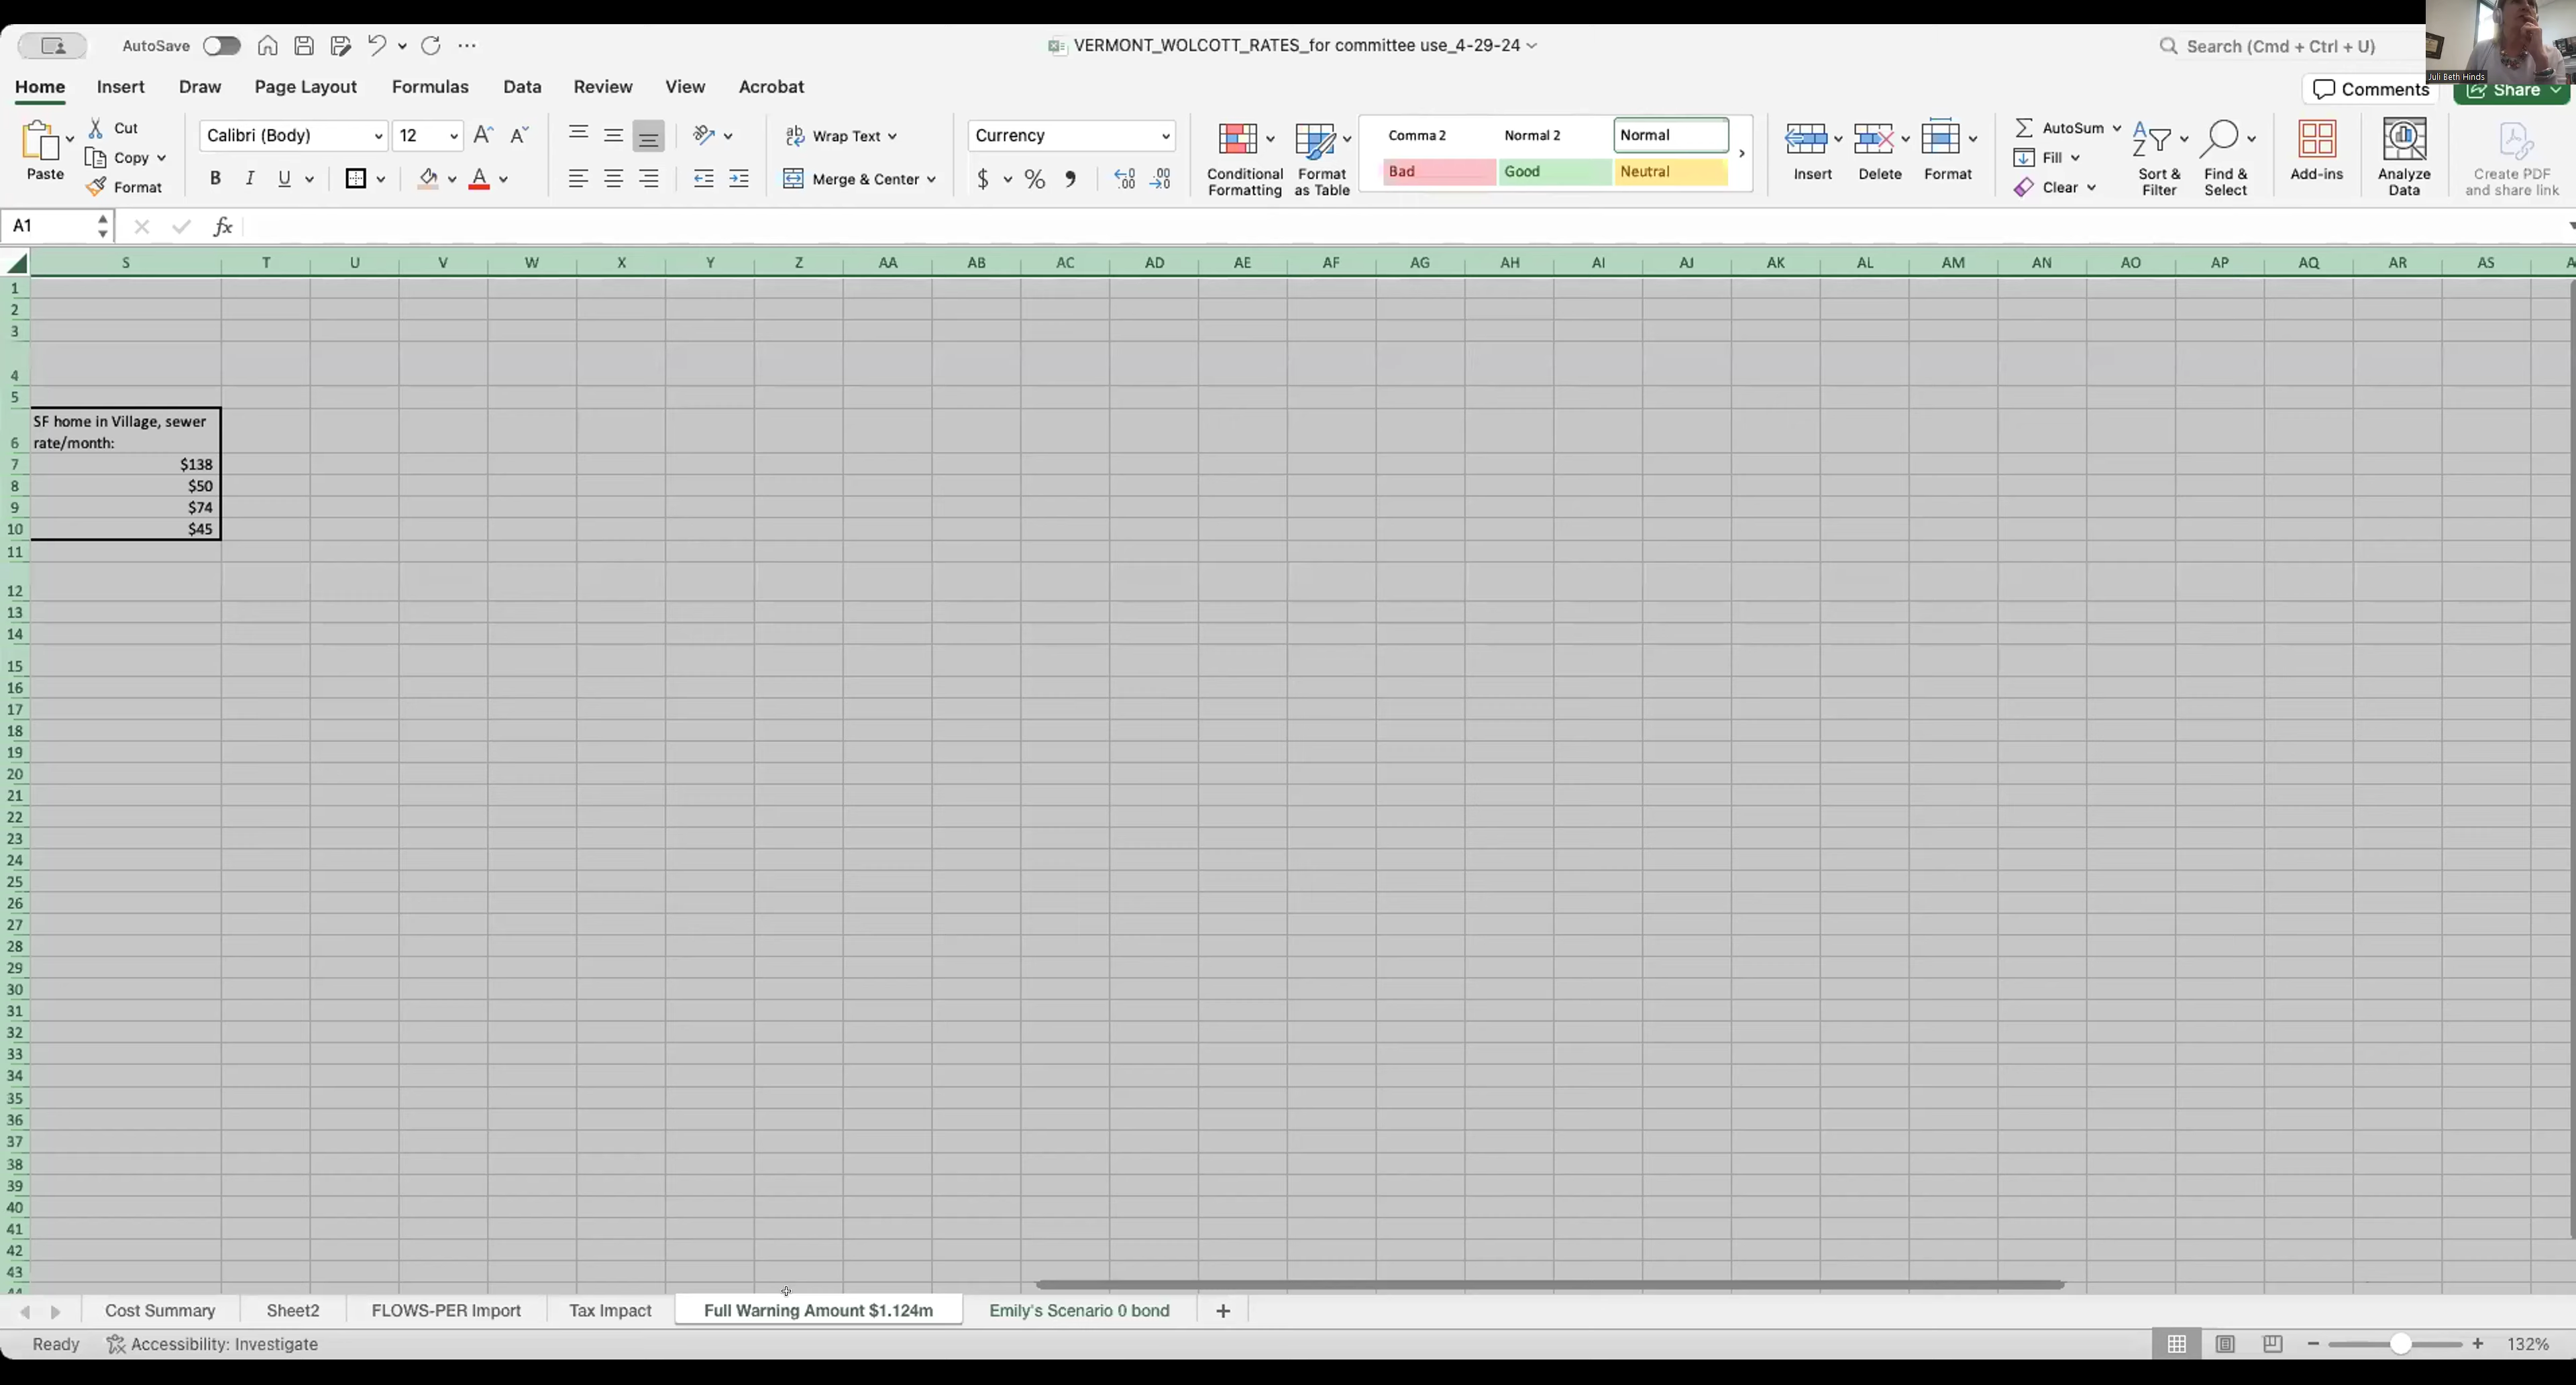 AutoSave
VERMONT_WOLCOTT_RATES_for committee use_4-29-24
Search (Cmd + Ctrl + U)
Juli Beth Hinds
Home Insert Draw Page Layout Formulas Data Review View Acrobat
Comments Share
Paste
Cut
Copy
Format
Calibri (Body) 12
B I U
Wrap Text
Merge & Center
Currency
$ %
Conditional Formatting
Format as Table
Comma 2 Normal 2 Normal
Bad Good Neutral
Insert Delete Format
AutoSum
Fill
Clear
Sort & Filter
Find & Select
Add-ins
Analyze Data
Create PDF and share link
A1
fx
S T U V W X Y Z AA AB AC AD AE AF AG AH AI AJ AK AL AM AN AO AP AQ AR AS
1
2
3
4
5
SF home in Village, sewer
6 rate/month:
7 $138
8 $50
9 $74
10 $45
11
12
13
14
15
16
17
18
19
20
21
22
23
24
25
26
27
28
29
30
31
32
33
34
35
36
37
38
39
40
41
42
43
44
Cost Summary Sheet2 FLOWS-PER Import Tax Impact Full Warning Amount $1.124m Emily's Scenario 0 bond +
Ready Accessibility: Investigate 132%